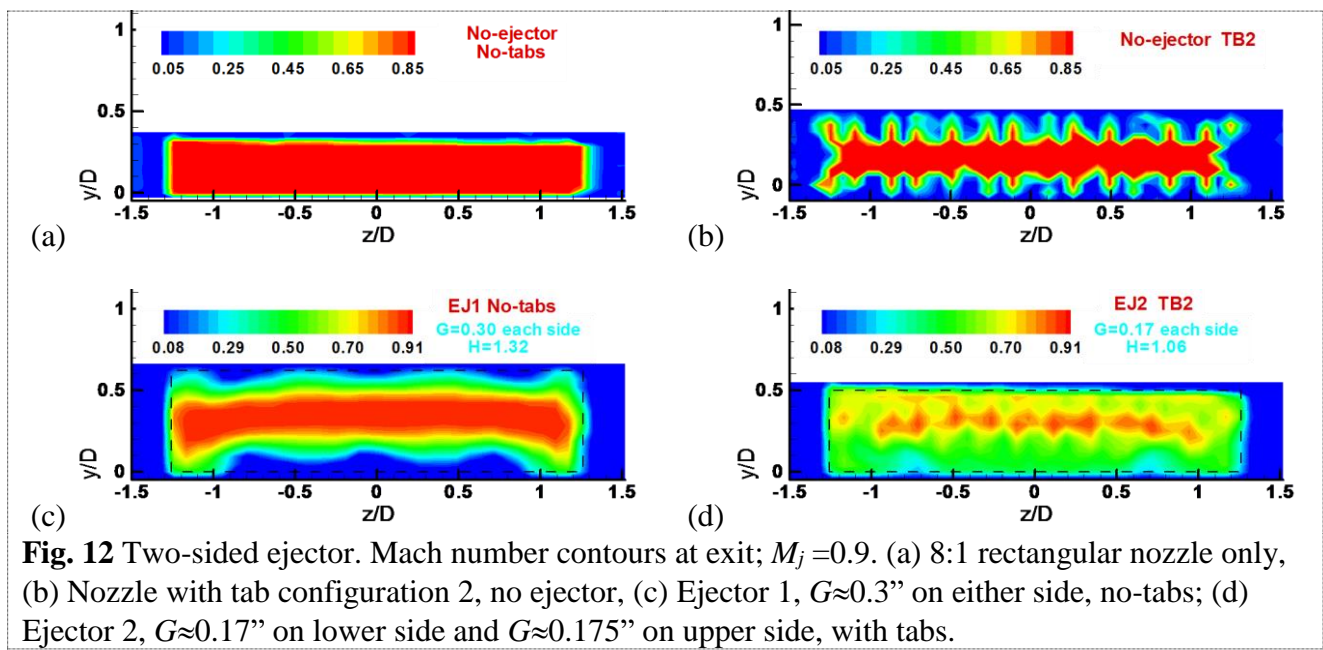 1
No-ejector
No-tabs
0.05 0.25 0.45 0.65 0.85
0.5
y/D
0
-1.5 -1 -0.5 0 0.5 1 1.5
z/D
(a)
1
No-ejector TB2
0.05 0.25 0.45 0.65 0.85
0.5
y/D
0
-1.5 -1 -0.5 0 0.5 1 1.5
z/D
(b)
1
EJ1 No-tabs
G=0.30 each side
H=1.32
0.08 0.29 0.50 0.70 0.91
0.5
y/D
0
-1.5 -1 -0.5 0 0.5 1 1.5
z/D
(c)
1
EJ2 TB2
G=0.17 each side
H=1.06
0.08 0.29 0.50 0.70 0.91
0.5
y/D
0
-1.5 -1 -0.5 0 0.5 1 1.5
z/D
(d)
Fig. 12 Two-sided ejector. Mach number contours at exit; Mj =0.9. (a) 8:1 rectangular nozzle only,
(b) Nozzle with tab configuration 2, no ejector, (c) Ejector 1, G≈0.3” on either side, no-tabs; (d)
Ejector 2, G≈0.17” on lower side and G≈0.175” on upper side, with tabs.